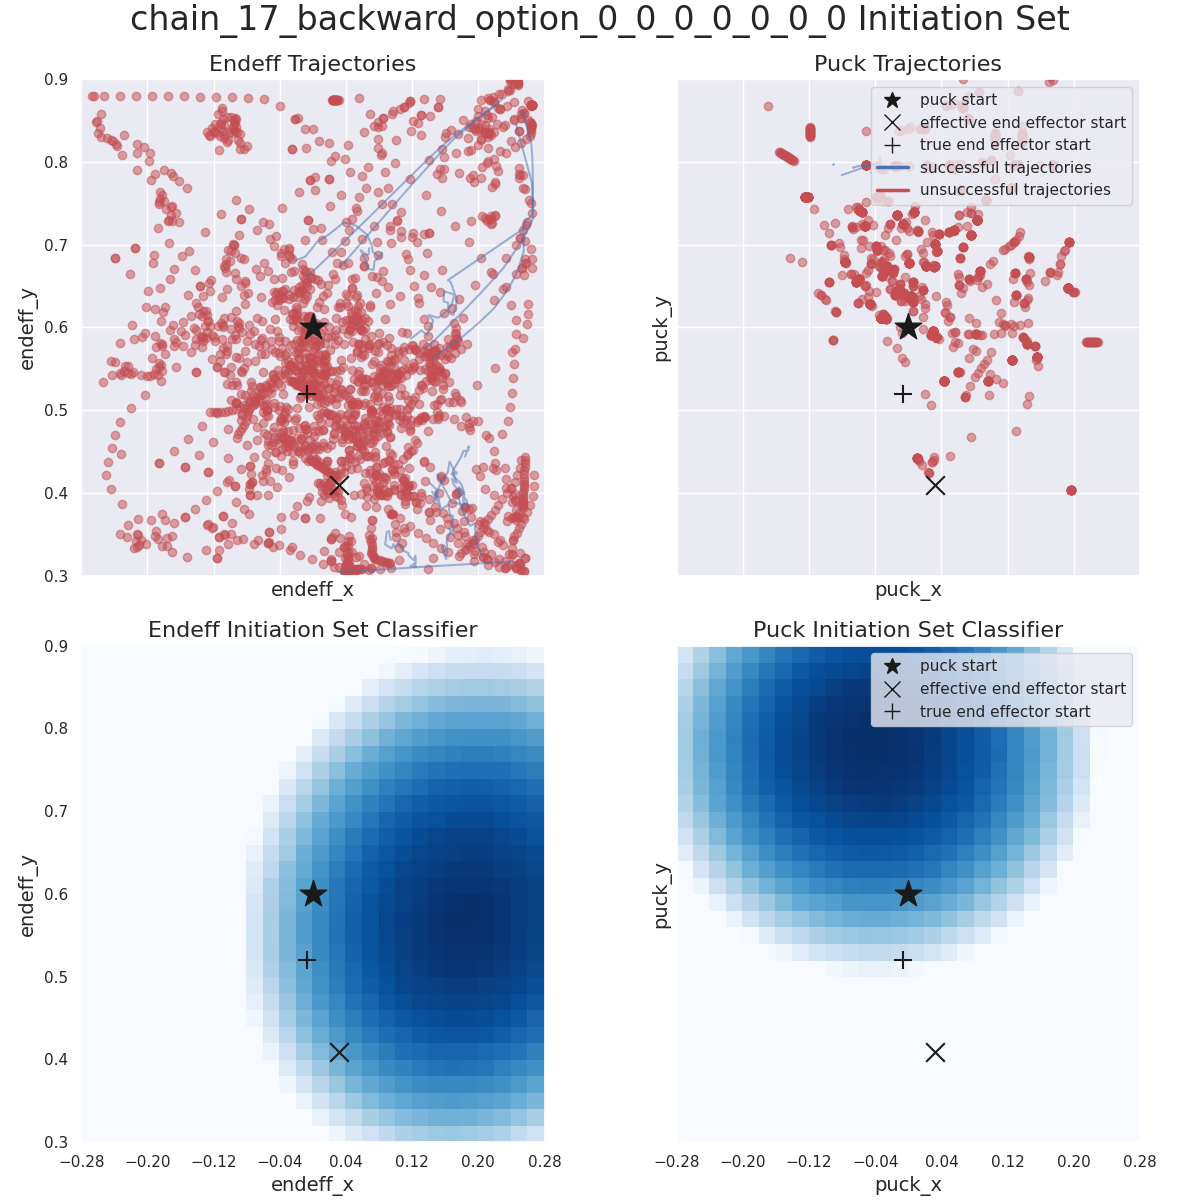 chain_17_backward_option_0_0_0_0_0_0_0 Initiation Set
Endeff Trajectories
0.9
0.8
0.7
0.6
0.5
0.4
0.3
endeff_y
endeff_x
Puck Trajectories
puck start
effective end effector start
true end effector start
successful trajectories
unsuccessful trajectories
puck_y
puck_x
Endeff Initiation Set Classifier
0.9
0.8
0.7
0.6
0.5
0.4
0.3
endeff_y
−0.28 −0.20 −0.12 −0.04 0.04 0.12 0.20 0.28
endeff_x
Puck Initiation Set Classifier
puck start
effective end effector start
true end effector start
puck_y
−0.28 −0.20 −0.12 −0.04 0.04 0.12 0.20 0.28
puck_x